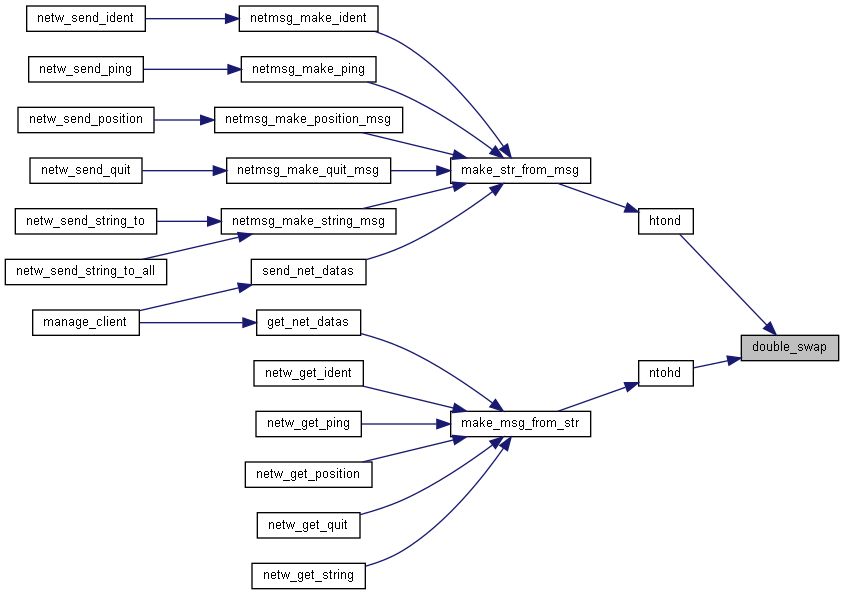 netw_send_ident
netmsg_make_ident
netw_send_ping
netmsg_make_ping
netw_send_position
netmsg_make_position_msg
netw_send_quit
netmsg_make_quit_msg
make_str_from_msg
netw_send_string_to
netmsg_make_string_msg
htond
netw_send_string_to_all
send_net_datas
manage_client
get_net_datas
double_swap
netw_get_ident
ntohd
netw_get_ping
make_msg_from_str
netw_get_position
netw_get_quit
netw_get_string